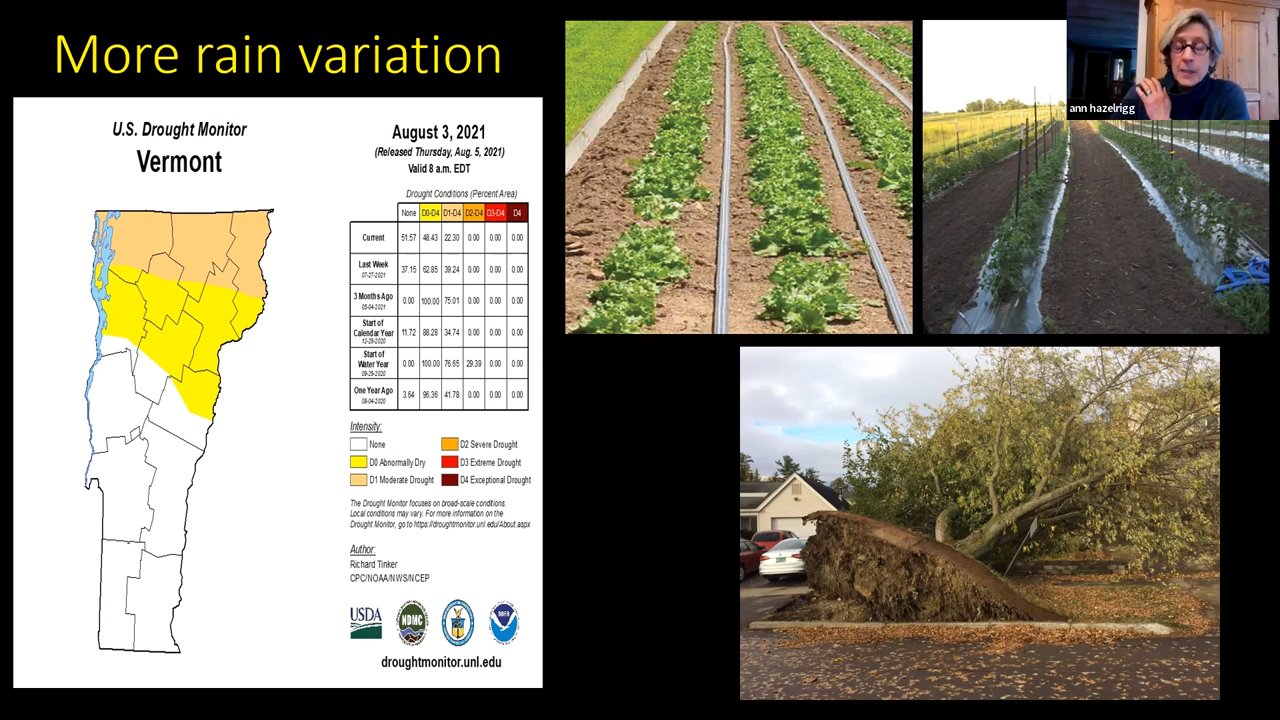 More rain variation
U.S. Drought Monitor
Vermont
August 3, 2021
(Released Thursday, Aug. 5, 2021)
Valid 8 a.m. EDT
Drought Conditions (Percent Area)
None D0-D4 D1-D4 D2-D4 D3-D4 D4
Current 51.57 48.43 22.30 0.00 0.00 0.00
Last Week 37.15 62.85 39.24 0.00 0.00 0.00
07-27-2021
3 Months Ago 0.00 100.00 75.01 0.00 0.00 0.00
05-04-2021
Start of
Calendar Year 11.72 88.28 34.74 0.00 0.00 0.00
12-29-2020
Start of
Water Year 0.00 100.00 76.65 29.39 0.00 0.00
09-29-2020
One Year Ago 3.64 96.36 41.78 0.00 0.00 0.00
08-04-2020
Intensity:
None
D0 Abnormally Dry
D1 Moderate Drought
D2 Severe Drought
D3 Extreme Drought
D4 Exceptional Drought
The Drought Monitor focuses on broad-scale conditions.
Local conditions may vary. For more information on the
Drought Monitor, go to https://droughtmonitor.unl.edu/About.aspx
Author:
Richard Tinker
CPC/NOAA/NWS/NCEP
USDA
NDMC
NOAA
droughtmonitor.unl.edu
ann hazelrigg